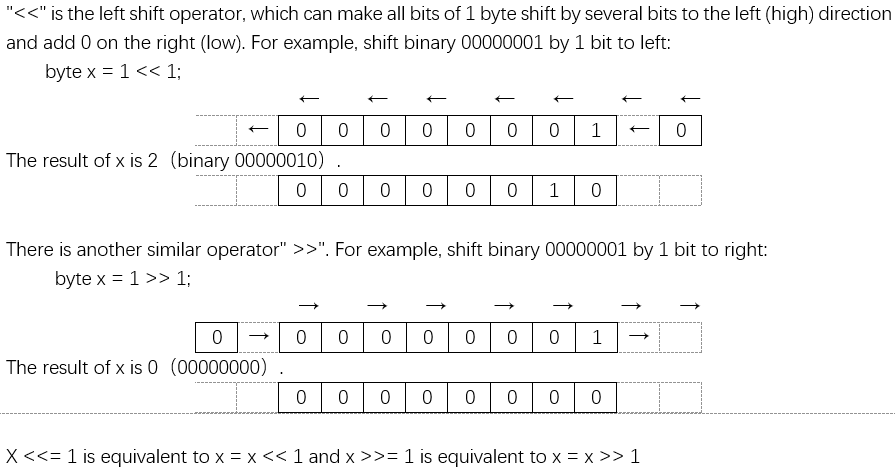 "<<" is the left shift operator, which can make all bits of 1 byte shift by several bits to the left (high) direction
and add 0 on the right (low). For example, shift binary 00000001 by 1 bit to left:
byte x = 1 << 1;
← ← ← ← ← ← ←
← 0 0 0 0 0 0 0 1 ← 0
The result of x is 2（binary 00000010）.
0 0 0 0 0 0 1 0
There is another similar operator" >>". For example, shift binary 00000001 by 1 bit to right:
byte x = 1 >> 1;
→ → → → → → →
0 → 0 0 0 0 0 0 0 1 →
The result of x is 0（00000000）.
0 0 0 0 0 0 0 0
X <<= 1 is equivalent to x = x << 1 and x >>= 1 is equivalent to x = x >> 1